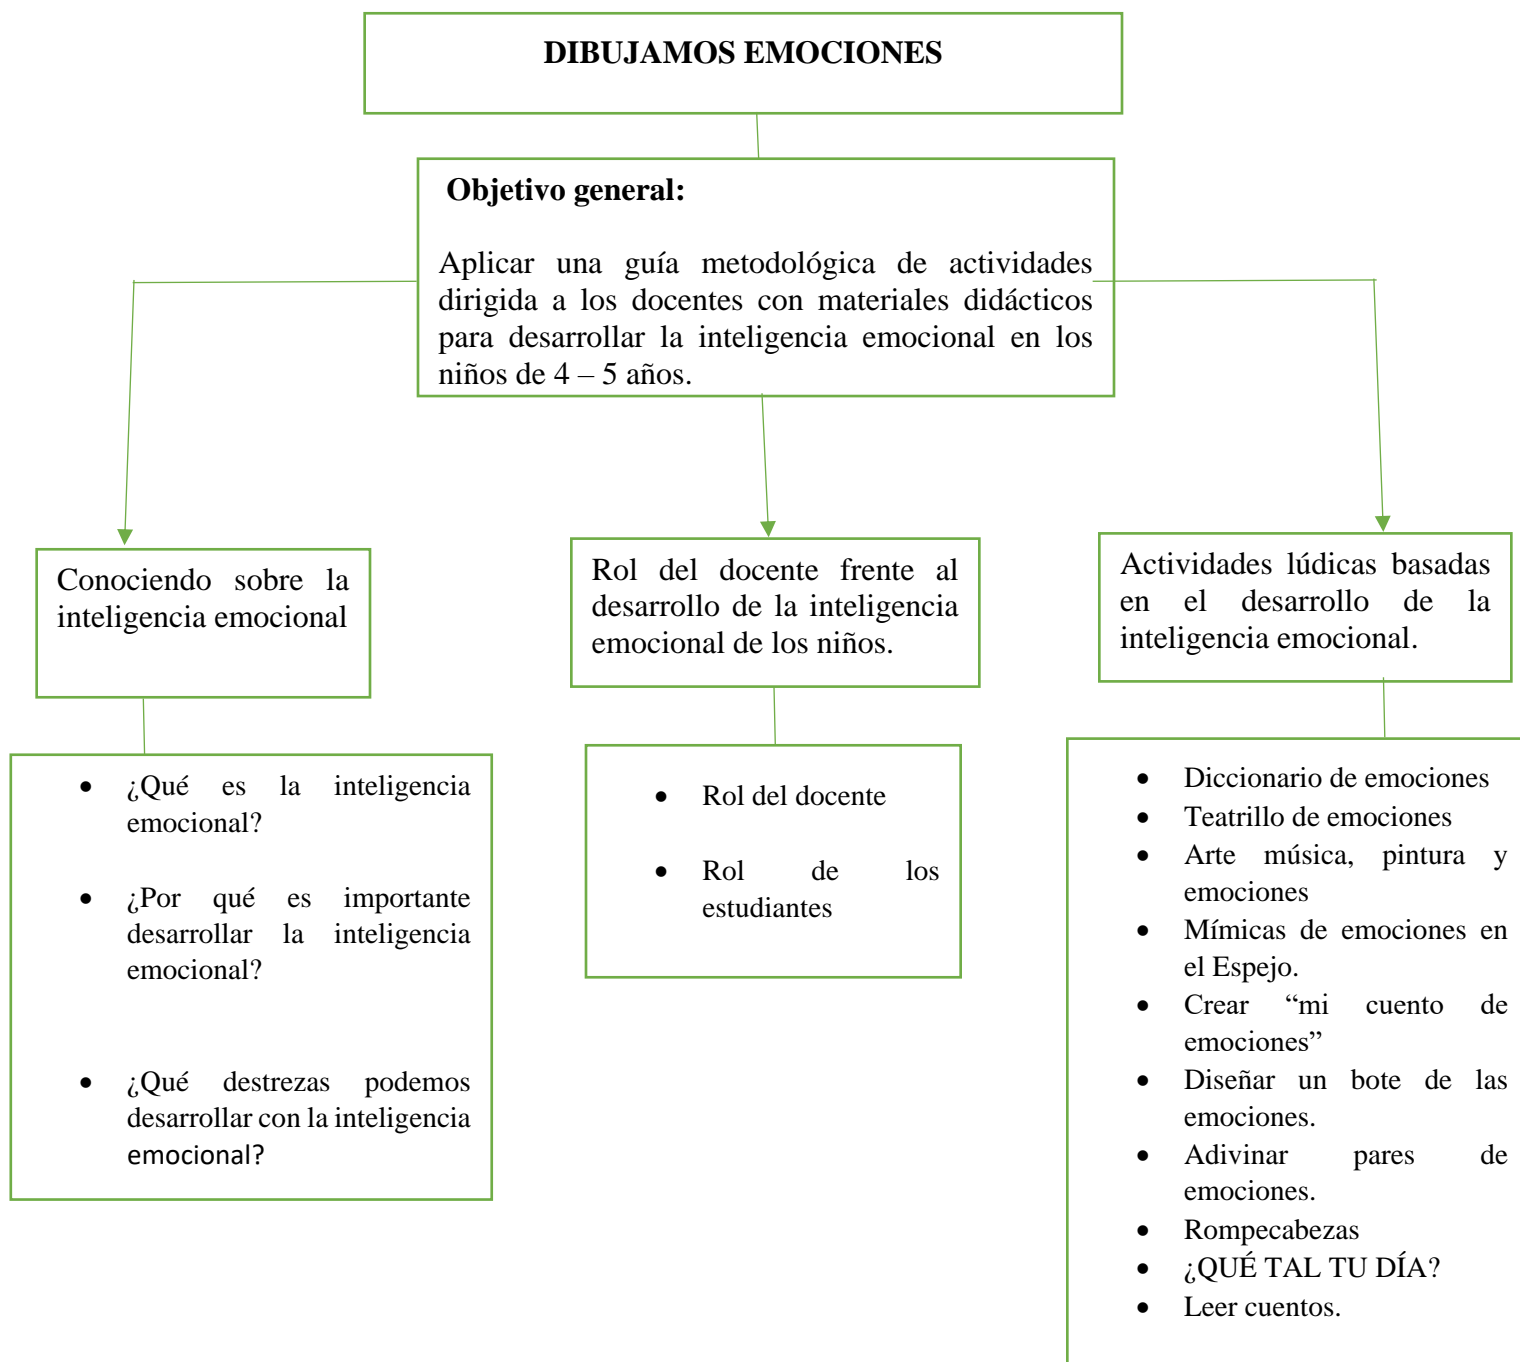 DIBUJAMOS EMOCIONES
Objetivo general:
Aplicar una guía metodológica de actividades
dirigida a los docentes con materiales didácticos
para desarrollar la inteligencia emocional en los
niños de 4 – 5 años.
Conociendo sobre la
inteligencia emocional
Rol del docente frente al
desarrollo de la inteligencia
emocional de los niños.
Actividades lúdicas basadas
en el desarrollo de la
inteligencia emocional.
• ¿Qué es la inteligencia
emocional?
• ¿Por qué es importante
desarrollar la inteligencia
emocional?
• ¿Qué destrezas podemos
desarrollar con la inteligencia
emocional?
• Rol del docente
• Rol de los
estudiantes
• Diccionario de emociones
• Teatrillo de emociones
• Arte música, pintura y
emociones
• Mímicas de emociones en
el Espejo.
• Crear “mi cuento de
emociones”
• Diseñar un bote de las
emociones.
• Adivinar pares de
emociones.
• Rompecabezas
• ¿QUÉ TAL TU DÍA?
• Leer cuentos.